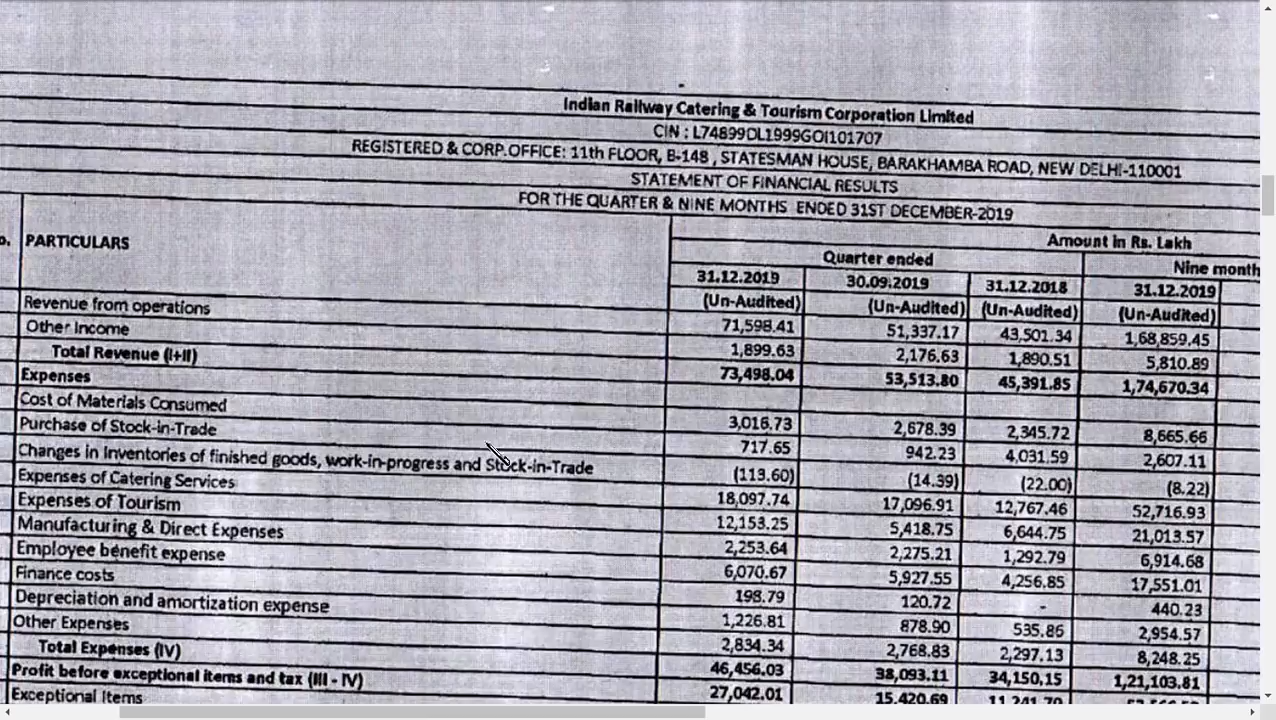 Indian Railway Catering & Tourism Corporation Limited
CIN : L74899DL1999GOI101707
REGISTERED & CORP.OFFICE: 11th FLOOR, B-148 , STATESMAN HOUSE, BARAKHAMBA ROAD, NEW DELHI-110001
STATEMENT OF FINANCIAL RESULTS
FOR THE QUARTER & NINE MONTHS ENDED 31ST DECEMBER-2019
Amount in Rs. Lakh
PARTICULARS Quarter ended Nine month
31.12.2019 30.09.2019 31.12.2018 31.12.2019
(Un-Audited) (Un-Audited) (Un-Audited) (Un-Audited)
Revenue from operations 71,598.41 51,337.17 43,501.34 1,68,859.45
Other Income 1,899.63 2,176.63 1,890.51 5,810.89
Total Revenue (I+II) 73,498.04 53,513.80 45,391.85 1,74,670.34
Expenses
Cost of Materials Consumed 3,016.73 2,678.39 2,345.72 8,665.66
Purchase of Stock-in-Trade 717.65 942.23 4,031.59 2,607.11
Changes in Inventories of finished goods, work-in-progress and Stock-in-Trade (113.60) (14.39) (22.00) (8.22)
Expenses of Catering Services 18,097.74 17,096.91 12,767.46 52,716.93
Expenses of Tourism 12,153.25 5,418.75 6,644.75 21,013.57
Manufacturing & Direct Expenses 2,253.64 2,275.21 1,292.79 6,914.68
Employee benefit expense 6,070.67 5,927.55 4,256.85 17,551.01
Finance costs 198.79 120.72 - 440.23
Depreciation and amortization expense 1,226.81 878.90 535.86 2,954.57
Other Expenses 2,834.34 2,768.83 2,297.13 8,248.25
Total Expenses (IV) 46,456.03 38,093.11 34,150.15 1,21,103.81
Profit before exceptional items and tax (III - IV) 27,042.01 15,420.69 11,241.70
Exceptional Items